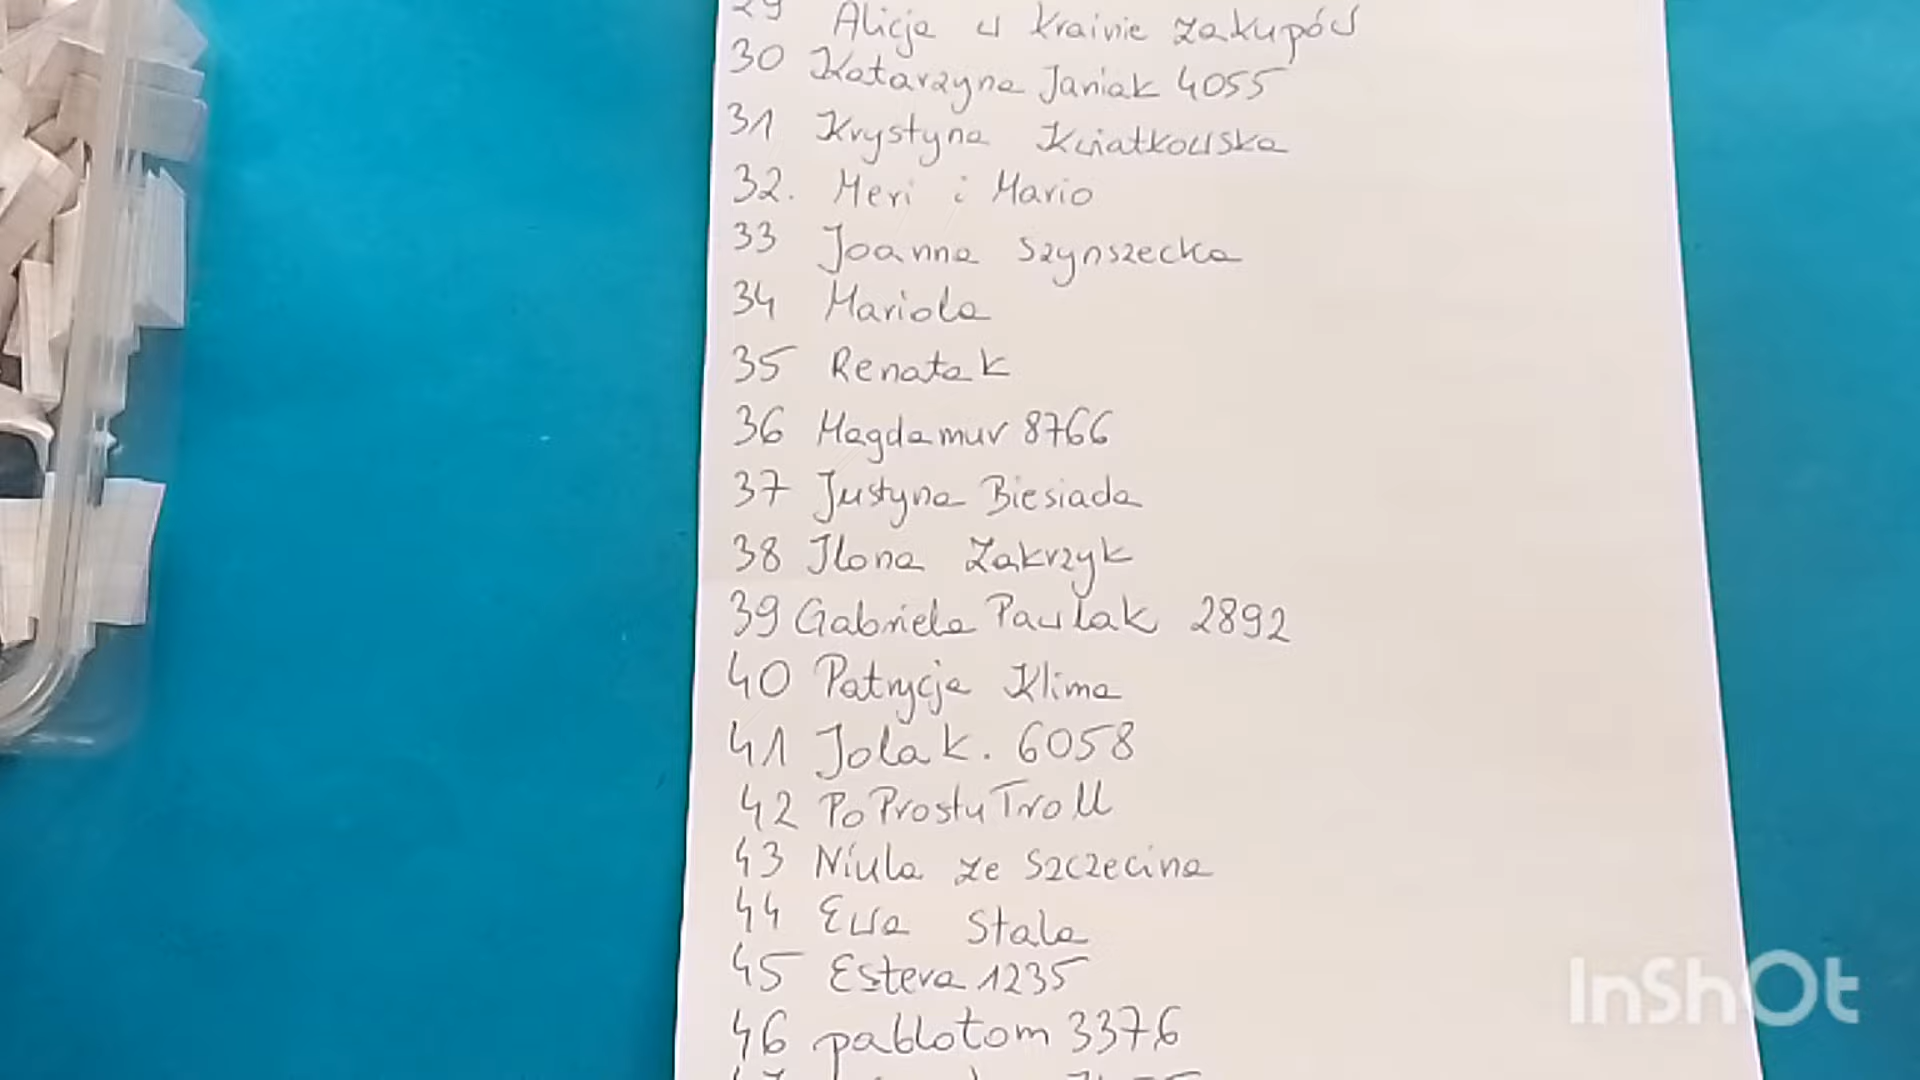 29 Alicja w krainie zakupów
30 Katarzyna Janiak 4055
31 Krystyna Kwiatkowska
32. Meri i Mario
33 Joanna Szynszecka
34 Mariola
35 Renata K
36 Magdamur 8766
37 Justyna Biesiada
38 Ilona Zakrzyk
39 Gabriela Pawlak 2892
40 Patrycja Klima
41 Jola K. 6058
42 PoProstuTroll
43 Niula ze Szczecina
44 Ewa Stala
45 Estera 1235
46 pablotom 3376
InShOt